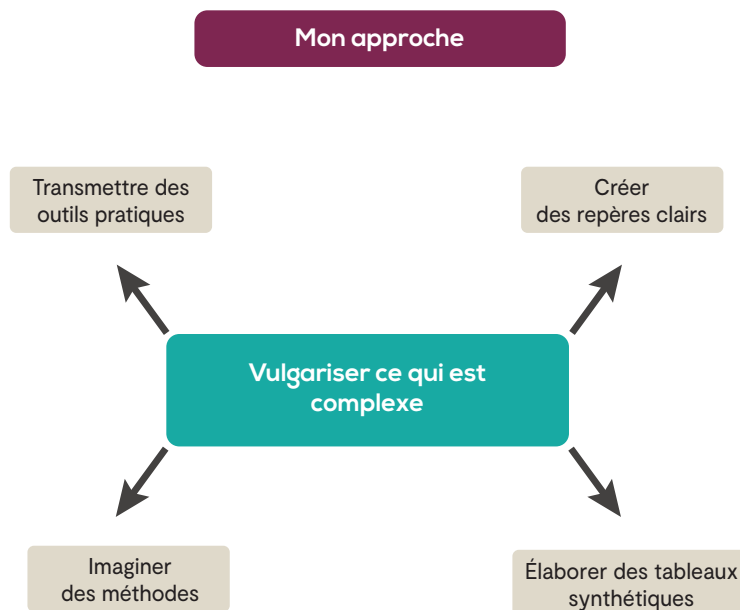 Mon approche
Transmettre des
outils pratiques
Créer
des repères clairs
Vulgariser ce qui est
complexe
Imaginer
des méthodes
Élaborer des tableaux
synthétiques